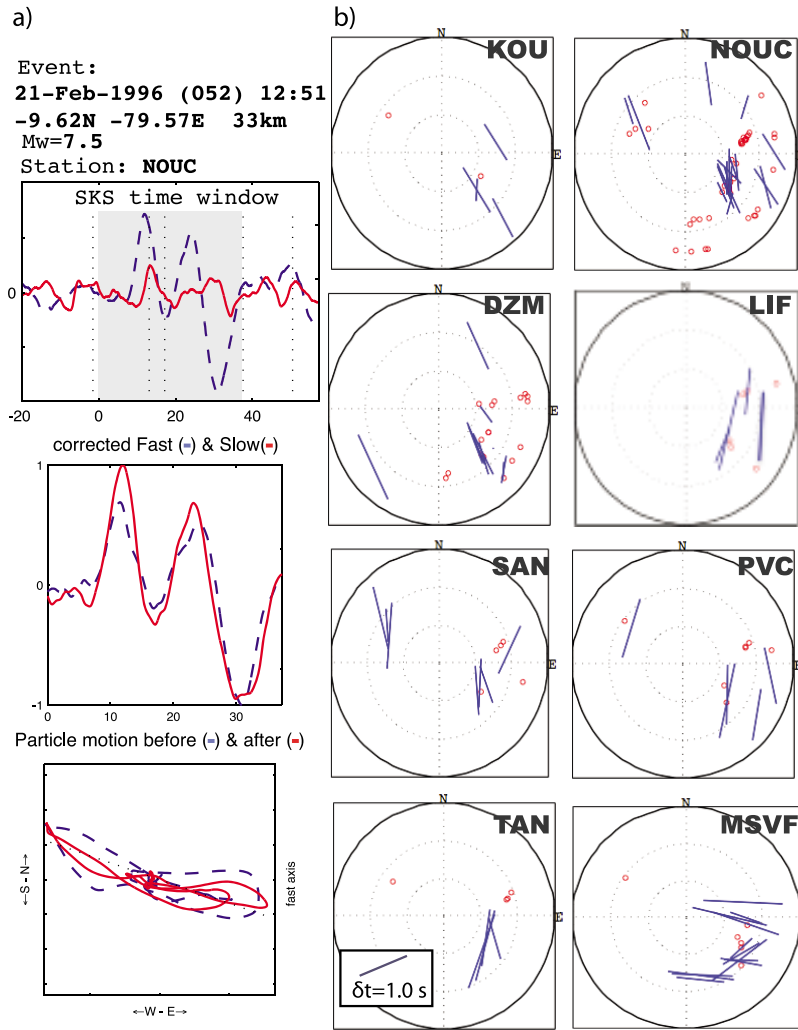 a)
Event:
21-Feb-1996 (052) 12:51
-9.62N -79.57E 33km
Mw=7.5
Station: NOUC
SKS time window
0
-20 0 20 40
corrected Fast (-) & Slow(-)
1
0
-1
0 10 20 30
Particle motion before (-) & after (-)
←S - N→
fast axis
←W - E→
b)
N
KOU
E
N
NOUC
N
DZM
E
N
LIF
N
SAN
E
N
PVC
E
N
TAN
E
δt=1.0 s
N
MSVF